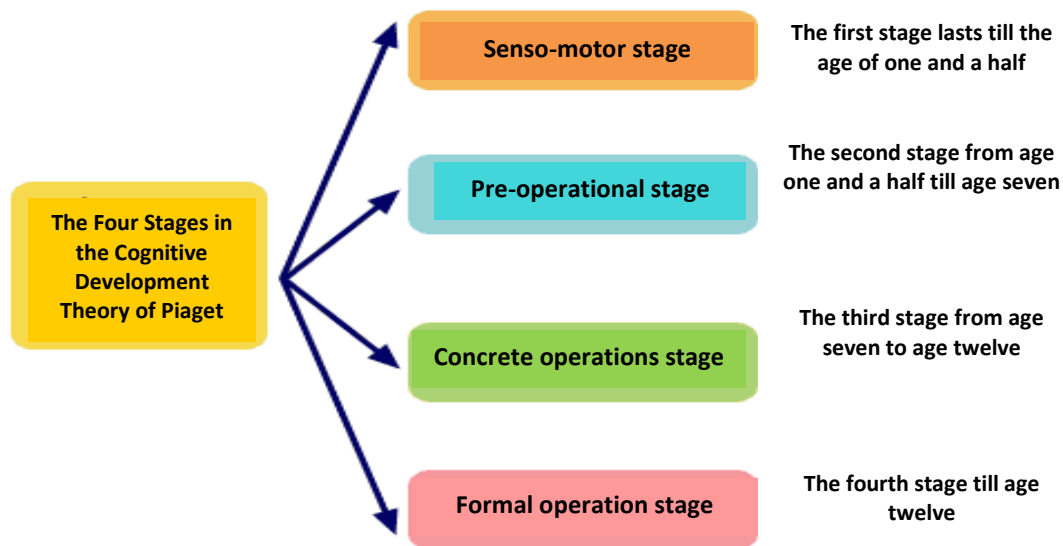 The Four Stages in
the Cognitive
Development
Theory of Piaget
Senso-motor stage
The first stage lasts till the
age of one and a half
Pre-operational stage
The second stage from age
one and a half till age seven
Concrete operations stage
The third stage from age
seven to age twelve
Formal operation stage
The fourth stage till age
twelve